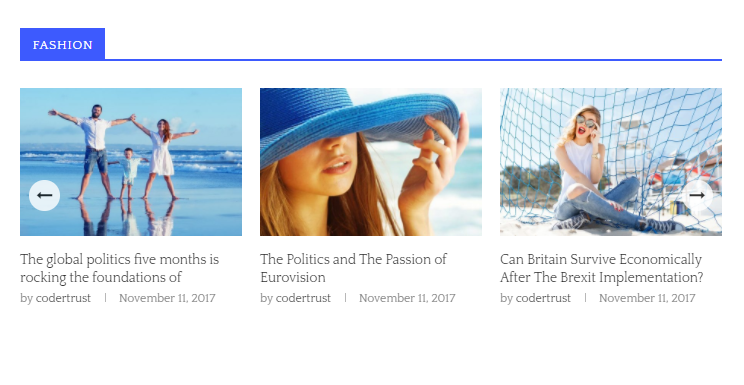 FASHION
The global politics five months is
rocking the foundations of
by codertrust | November 11, 2017
The Politics and The Passion of
Eurovision
by codertrust | November 11, 2017
Can Britain Survive Economically
After The Brexit Implementation?
by codertrust | November 11, 2017